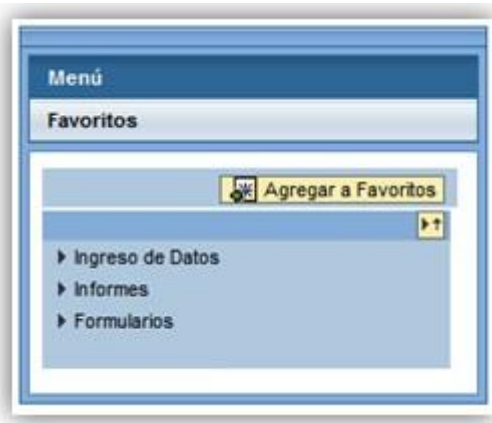 Menú
Favoritos
Agregar a Favoritos
Ingreso de Datos
Informes
Formularios